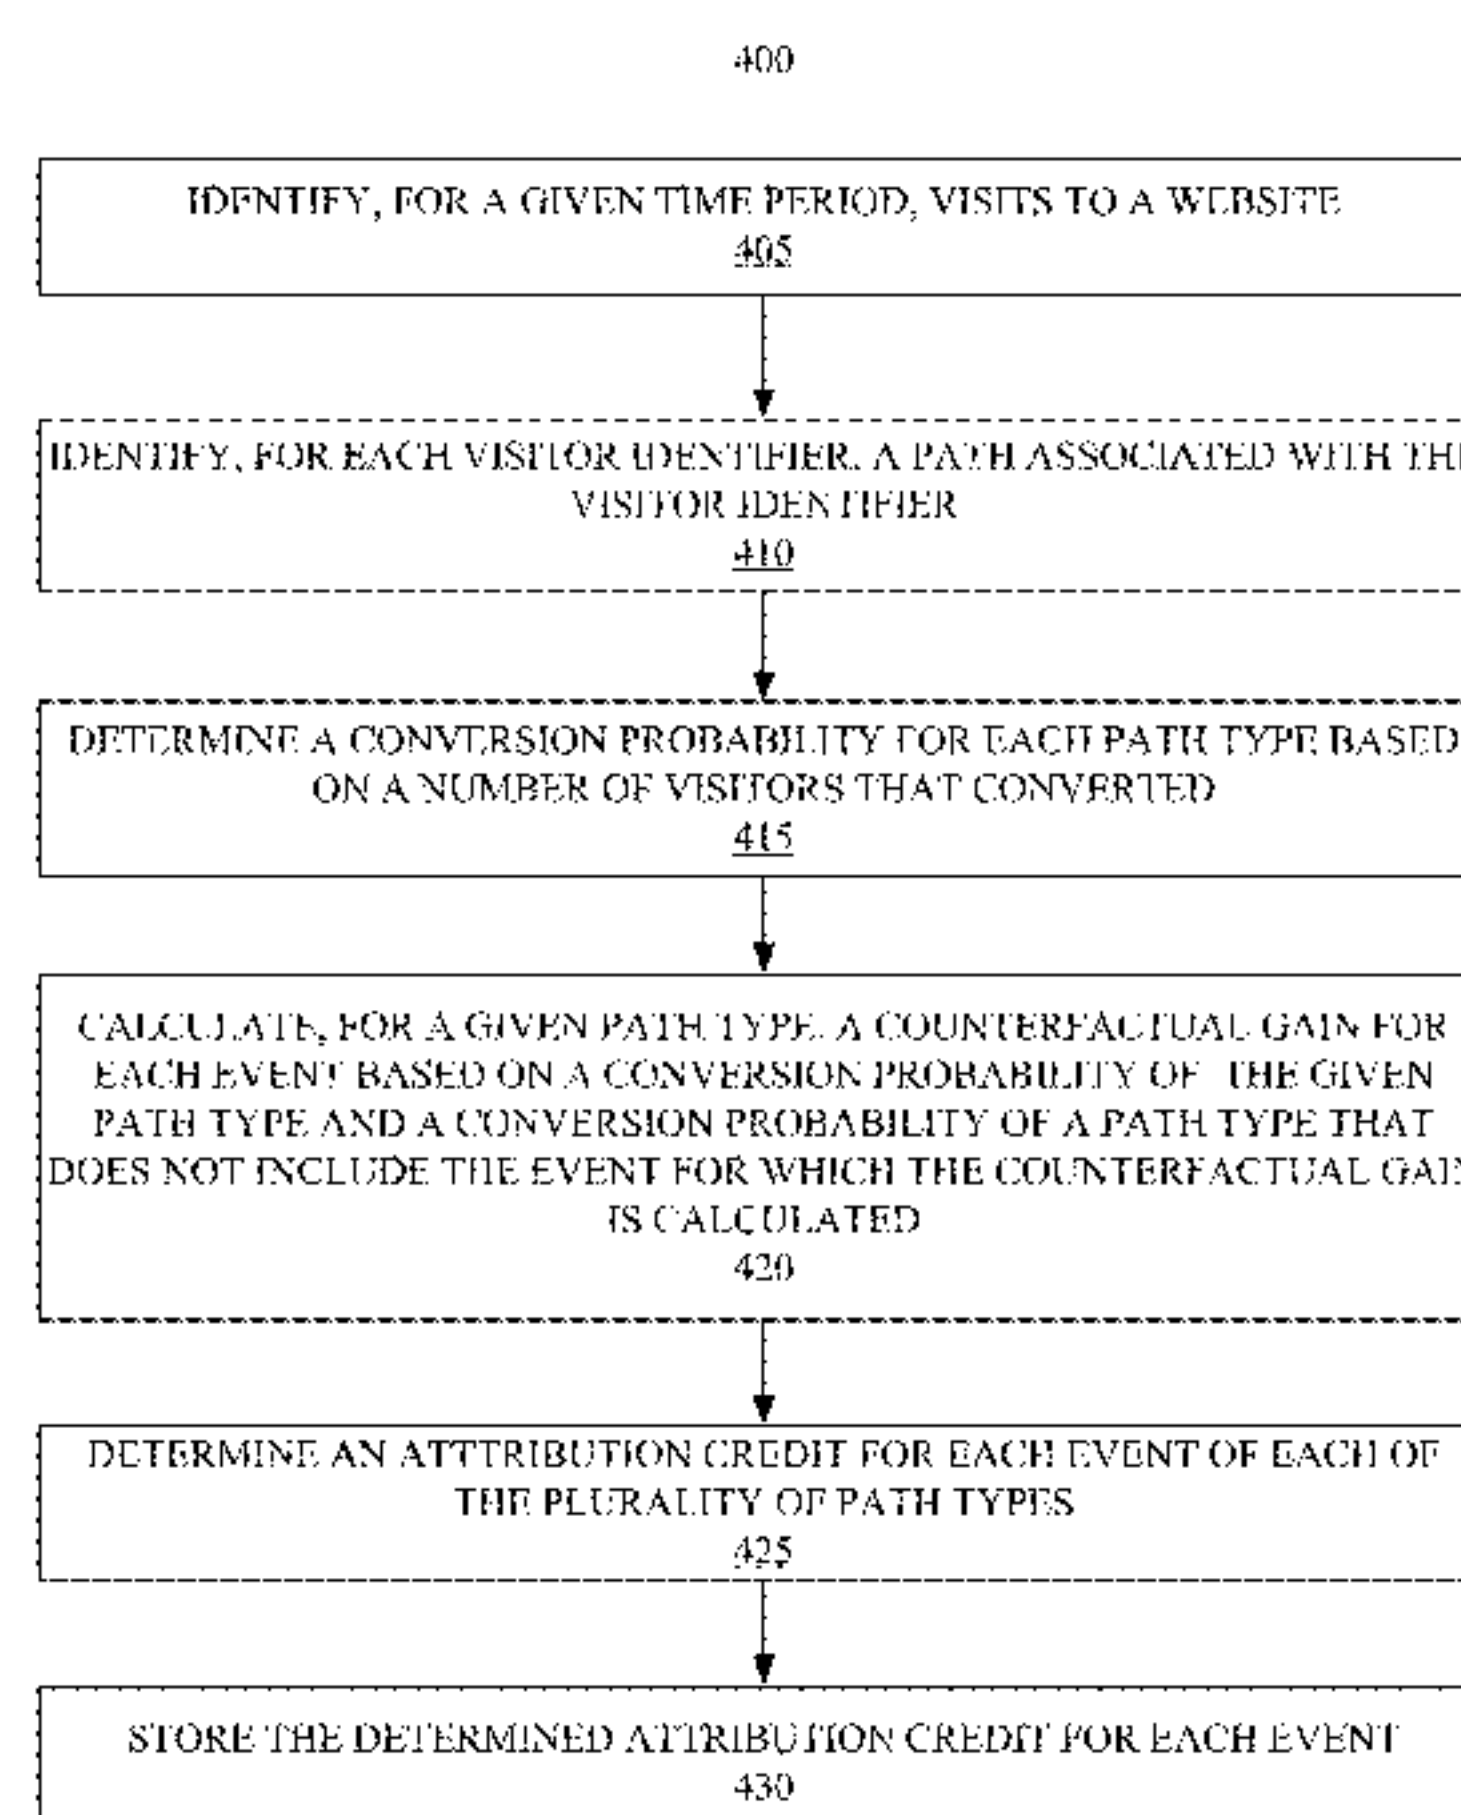 400
IDENTIFY, FOR A GIVEN TIME PERIOD, VISITS TO A WEBSITE
405
IDENTIFY, FOR EACH VISITOR IDENTIFIER, A PATH ASSOCIATED WITH THE
VISITOR IDENTIFIER
410
DETERMINE A CONVERSION PROBABILITY FOR EACH PATH TYPE BASED
ON A NUMBER OF VISITORS THAT CONVERTED
415
CALCULATE, FOR A GIVEN PATH TYPE, A COUNTERFACTUAL GAIN FOR
EACH EVENT BASED ON A CONVERSION PROBABILITY OF THE GIVEN
PATH TYPE AND A CONVERSION PROBABILITY OF A PATH TYPE THAT
DOES NOT INCLUDE THE EVENT FOR WHICH THE COUNTERFACTUAL GAIN
IS CALCULATED
420
DETERMINE AN ATTTRIBUTION CREDIT FOR EACH EVENT OF EACH OF
THE PLURALITY OF PATH TYPES
425
STORE THE DETERMINED ATTRIBUTION CREDIT FOR EACH EVENT
430